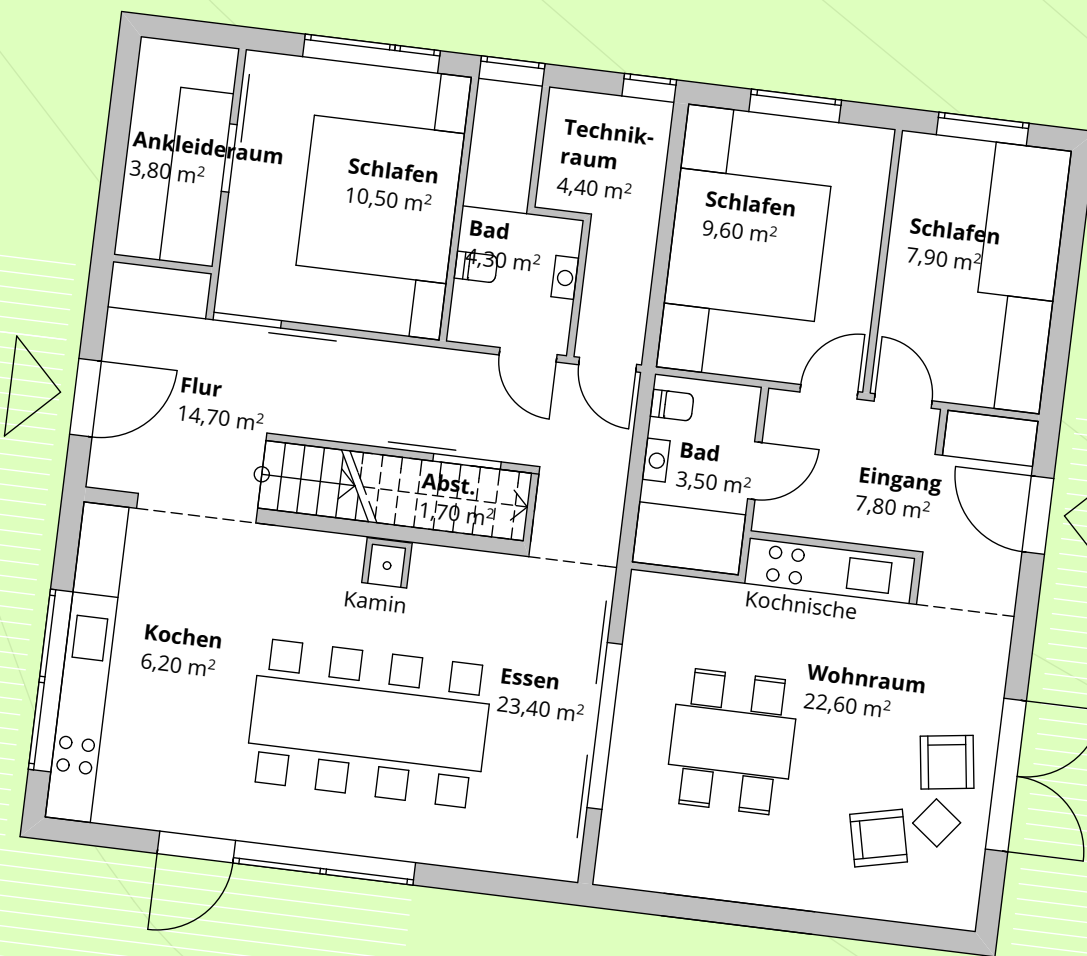 Ankleideraum
3,80 m²
Schlafen
10,50 m²
Bad
4,30 m²
Technik-
raum
4,40 m²
Schlafen
9,60 m²
Schlafen
7,90 m²
Flur
14,70 m²
Abst.
1,70 m²
Bad
3,50 m²
Eingang
7,80 m²
Kamin
Kochnische
Kochen
6,20 m²
Essen
23,40 m²
Wohnraum
22,60 m²